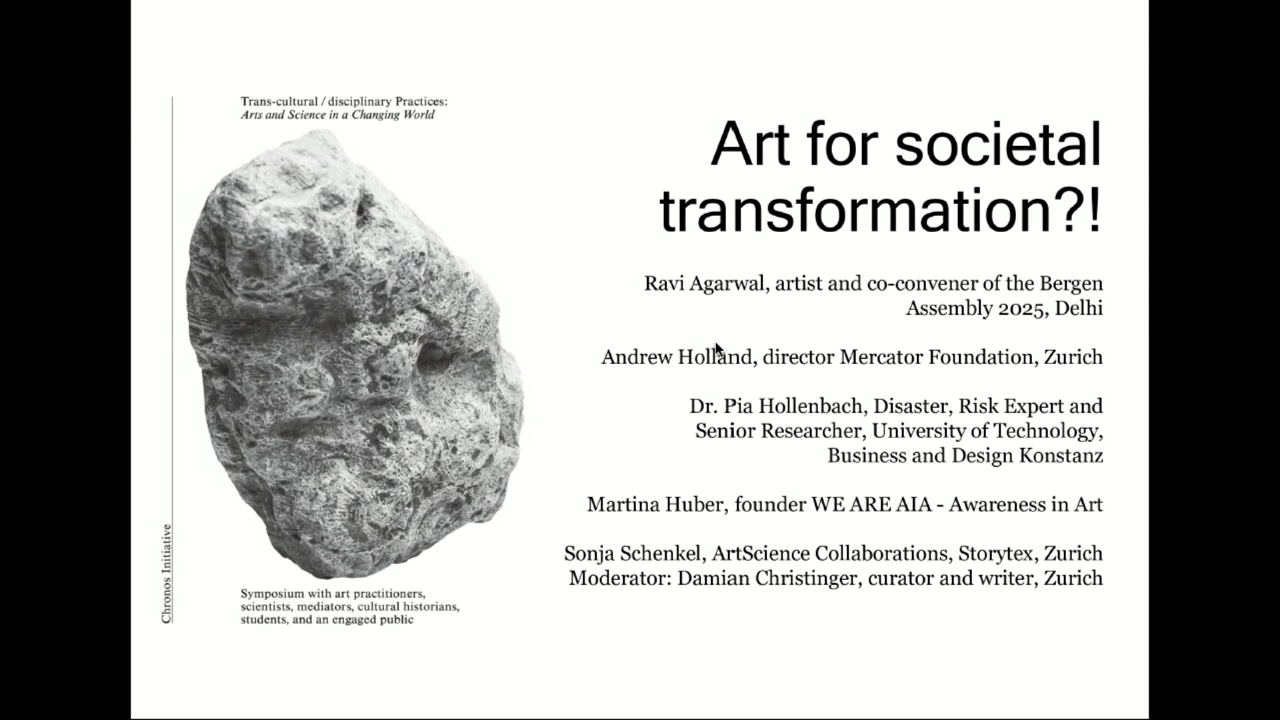 Trans-cultural / disciplinary Practices:
Arts and Science in a Changing World
Chronos Initiative
Symposium with art practitioners,
scientists, mediators, cultural historians,
students, and an engaged public
Art for societal
transformation?!
Ravi Agarwal, artist and co-convener of the Bergen
Assembly 2025, Delhi
Andrew Holland, director Mercator Foundation, Zurich
Dr. Pia Hollenbach, Disaster, Risk Expert and
Senior Researcher, University of Technology,
Business and Design Konstanz
Martina Huber, founder WE ARE AIA - Awareness in Art
Sonja Schenkel, ArtScience Collaborations, Storytex, Zurich
Moderator: Damian Christinger, curator and writer, Zurich